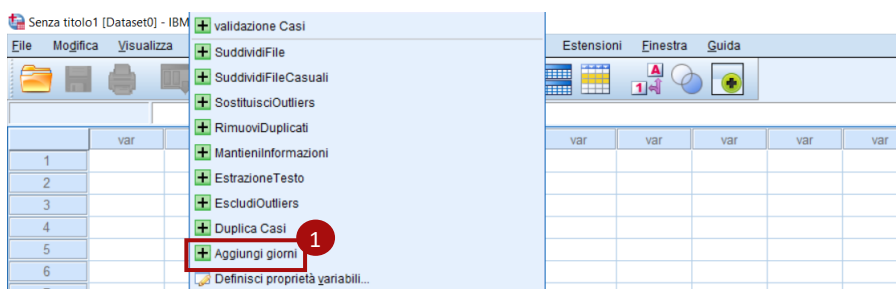 Senza titolo1 [Dataset0] - IBM
File Modifica Visualizza Estensioni Finestra Guida
validazione Casi
SuddividiFile
SuddividiFileCasuali
SostituisciOutliers
RimuoviDuplicati
MantieniInformazioni
EstrazioneTesto
EscludiOutliers
Duplica Casi
Aggiungi giorni
Definisci proprietà variabili...
1
A
1
var var var var var var
1
2
3
4
5
6